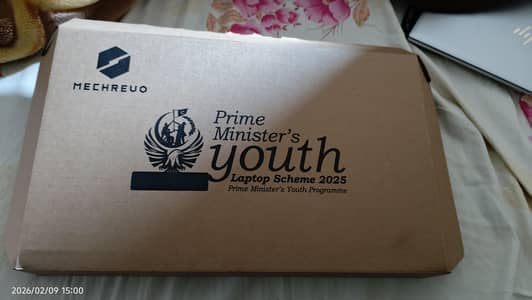 MECHREVO
Prime
Minister's
youth
Laptop Scheme 2025
Prime Minister's Youth Programme
2026/02/09 15:00